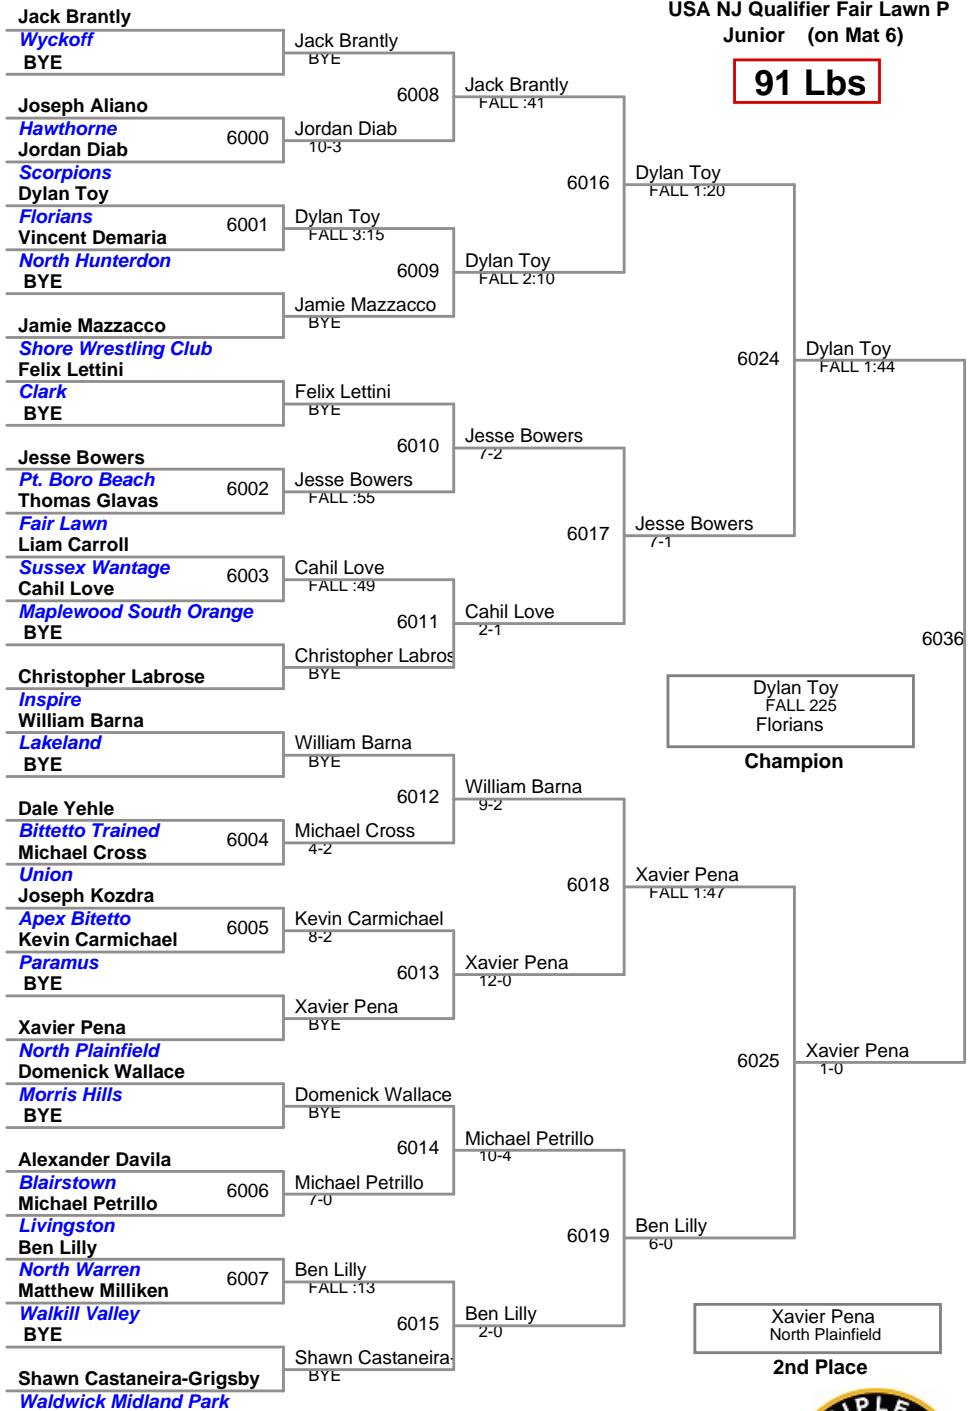 USA NJ Qualifier Fair Lawn P
Junior (on Mat 6)
91 Lbs
Jack Brantly
Wyckoff
BYE
Joseph Aliano
Hawthorne
Jordan Diab
Scorpions
Dylan Toy
Florians
Vincent Demaria
North Hunterdon
BYE
Jamie Mazzacco
Shore Wrestling Club
Felix Lettini
Clark
BYE
Jesse Bowers
Pt. Boro Beach
Thomas Glavas
Fair Lawn
Liam Carroll
Sussex Wantage
Cahil Love
Maplewood South Orange
BYE
Christopher Labrose
Inspire
William Barna
Lakeland
BYE
Dale Yehle
Bittetto Trained
Michael Cross
Union
Joseph Kozdra
Apex Bitetto
Kevin Carmichael
Paramus
BYE
Xavier Pena
North Plainfield
Domenick Wallace
Morris Hills
BYE
Alexander Davila
Blairstown
Michael Petrillo
Livingston
Ben Lilly
North Warren
Matthew Milliken
Walkill Valley
BYE
Shawn Castaneira-Grigsby
Waldwick Midland Park
6000
6001
6002
6003
6004
6005
6006
6007
Jack Brantly
BYE
Jordan Diab
10-3
Dylan Toy
FALL 3:15
Jamie Mazzacco
BYE
Felix Lettini
BYE
Jesse Bowers
FALL :55
Cahil Love
FALL :49
Christopher Labros
BYE
William Barna
BYE
Michael Cross
4-2
Kevin Carmichael
8-2
Xavier Pena
BYE
Domenick Wallace
BYE
Michael Petrillo
7-0
Ben Lilly
FALL :13
Shawn Castaneira-
BYE
6008
6009
6010
6011
6012
6013
6014
6015
Jack Brantly
FALL :41
Dylan Toy
FALL 2:10
Jesse Bowers
7-2
Cahil Love
2-1
William Barna
9-2
Xavier Pena
12-0
Michael Petrillo
10-4
Ben Lilly
2-0
6016
6017
6018
6019
Dylan Toy
FALL 1:20
Jesse Bowers
7-1
Xavier Pena
FALL 1:47
Ben Lilly
6-0
6024
6025
Dylan Toy
FALL 1:44
Xavier Pena
1-0
6036
Dylan Toy
FALL 225
Florians
Champion
Xavier Pena
North Plainfield
2nd Place
IPLE